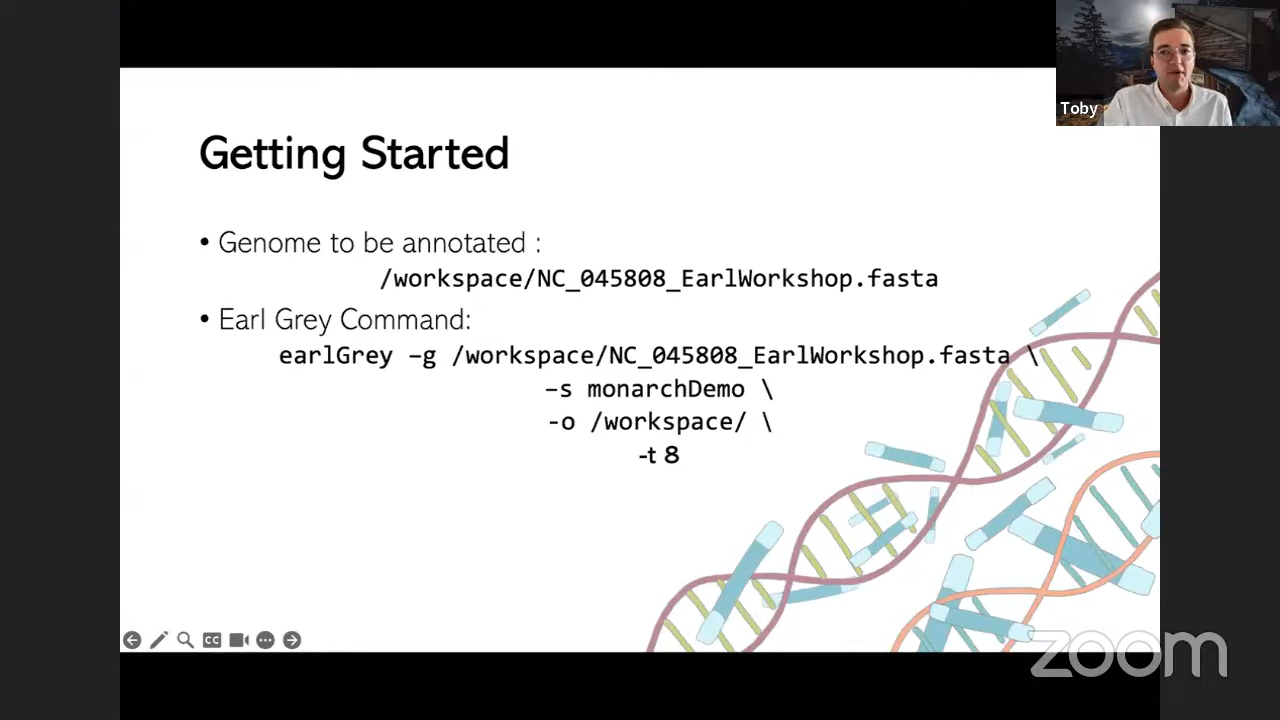 Getting Started
• Genome to be annotated :
/workspace/NC_045808_EarlWorkshop.fasta
• Earl Grey Command:
earlGrey –g /workspace/NC_045808_EarlWorkshop.fasta \
–s monarchDemo \
-o /workspace/ \
-t 8
Toby
CC
zoom